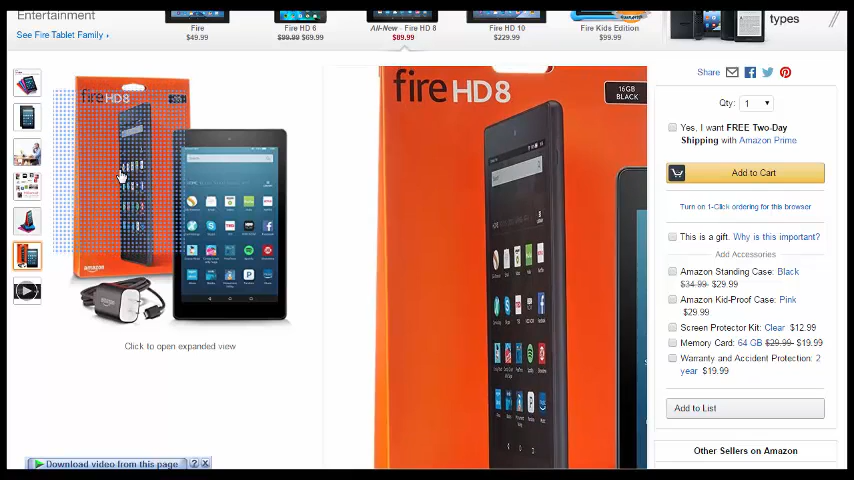 Entertainment
See Fire Tablet Family ›
Fire
$49.99
Fire HD 6
$99.99 $69.99
All-New - Fire HD 8
$89.99
Fire HD 10
$229.99
Fire Kids Edition
$99.99
types
Share
Qty: 1
Yes, I want FREE Two-Day
Shipping with Amazon Prime
Add to Cart
Turn on 1-Click ordering for this browser
This is a gift. Why is this important?
Add Accessories
Amazon Standing Case: Black
$34.99 $29.99
Amazon Kid-Proof Case: Pink
$29.99
Screen Protector Kit: Clear $12.99
Memory Card: 64 GB $29.99 $19.99
Warranty and Accident Protection: 2
year $19.99
Add to List
Other Sellers on Amazon
fire HD 8
amazon
Click to open expanded view
fire HD 8
16GB
BLACK
Download video from this page ? X